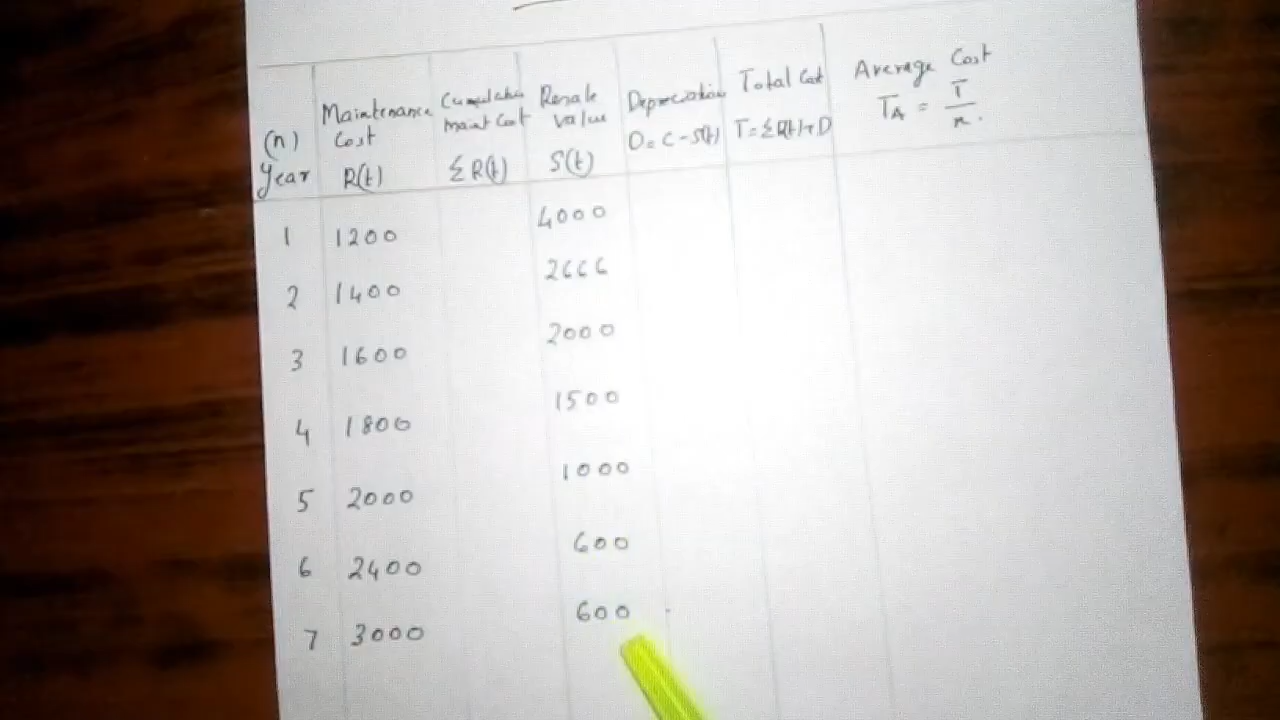 (n) Year | Maintenance Cost R(t) | Cumulative Maint Cost ΣR(t) | Resale Value S(t) | Depreciation D = C - S(t) | Total Cost T = ΣR(t)+D | Average Cost TA = T/n.
1 1200 4000
2 1400 2666
3 1600 2000
4 1800 1500
5 2000 1000
6 2400 600
7 3000 600